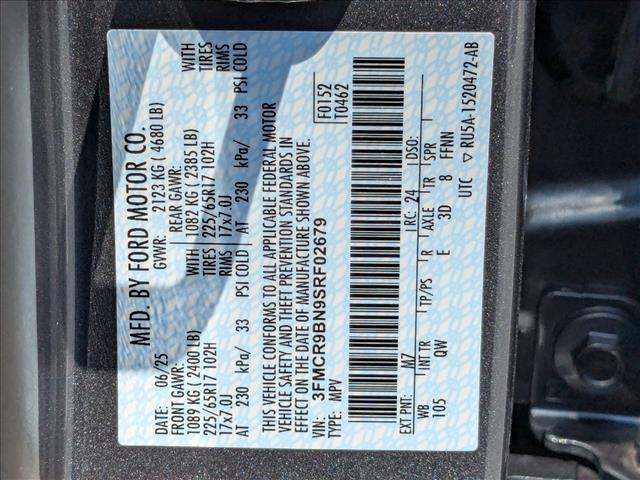 MFD. BY FORD MOTOR CO.
DATE: 06/25 GVWR: 2123 KG ( 4680 LB)
FRONT GAWR: REAR GAWR:
1089 KG ( 2400 LB) WITH 1082 KG ( 2385 LB) WITH
225/65R17 102H TIRES 225/65R17 102H TIRES
17x7.0J RIMS 17x7.0J RIMS
AT 230 kPa/ 33 PSI COLD AT 230 kPa/ 33 PSI COLD
THIS VEHICLE CONFORMS TO ALL APPLICABLE FEDERAL MOTOR
VEHICLE SAFETY AND THEFT PREVENTION STANDARDS IN
EFFECT ON THE DATE OF MANUFACTURE SHOWN ABOVE.
VIN: 3FMCR9BN9SRF02679 F0152
TYPE: MPV T0462
EXT PNT: M7 RC: 24 DSO:
WB INT TR TP/PS R AXLE TR SPR
105 QW E 3D 8 FFNN
UTC ▽ RU5A-1520472-AB